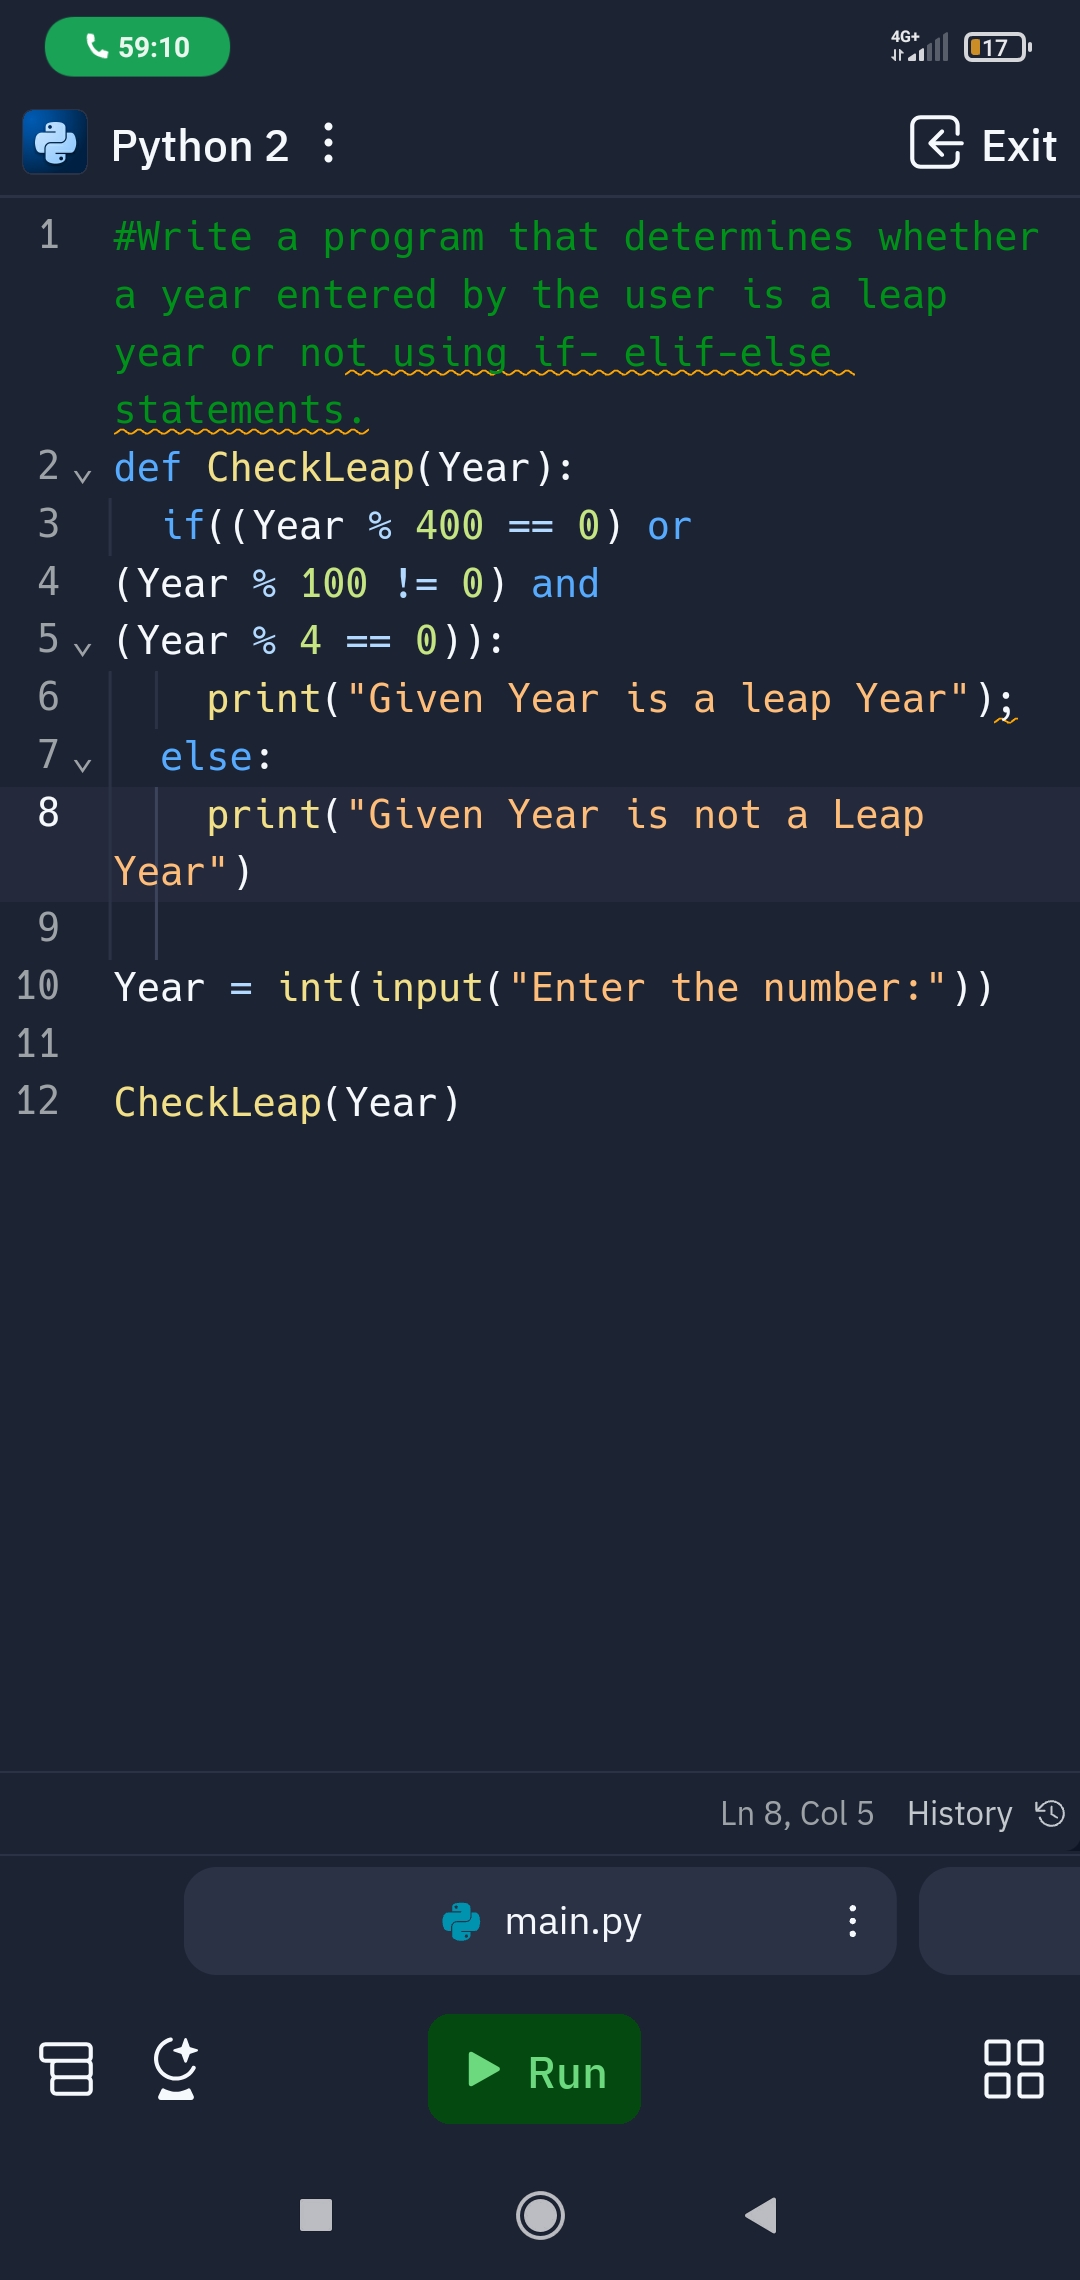 59:10
4G+
17
Python 2
Exit
1 #Write a program that determines whether
a year entered by the user is a leap
year or not using if- elif-else
statements.
2 def CheckLeap(Year):
3 if((Year % 400 == 0) or
4 (Year % 100 != 0) and
5 (Year % 4 == 0)):
6 print("Given Year is a leap Year");
7 else:
8 print("Given Year is not a Leap
Year")
9
10 Year = int(input("Enter the number:"))
11
12 CheckLeap(Year)
Ln 8, Col 5 History
main.py
Run